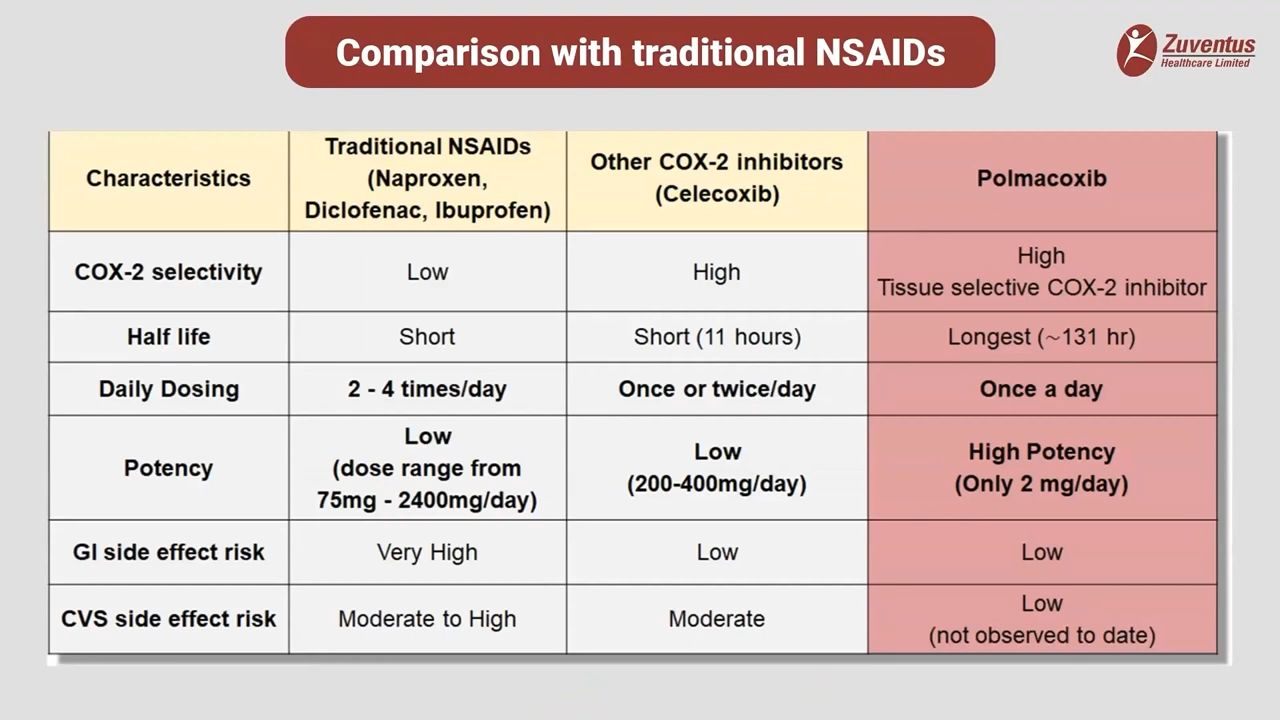 Comparison with traditional NSAIDs
Zuventus
Healthcare Limited
Characteristics
Traditional NSAIDs
(Naproxen,
Diclofenac, Ibuprofen)
Other COX-2 inhibitors
(Celecoxib)
Polmacoxib
COX-2 selectivity
Low
High
High
Tissue selective COX-2 inhibitor
Half life
Short
Short (11 hours)
Longest (~131 hr)
Daily Dosing
2 - 4 times/day
Once or twice/day
Once a day
Potency
Low
(dose range from
75mg - 2400mg/day)
Low
(200-400mg/day)
High Potency
(Only 2 mg/day)
GI side effect risk
Very High
Low
Low
CVS side effect risk
Moderate to High
Moderate
Low
(not observed to date)